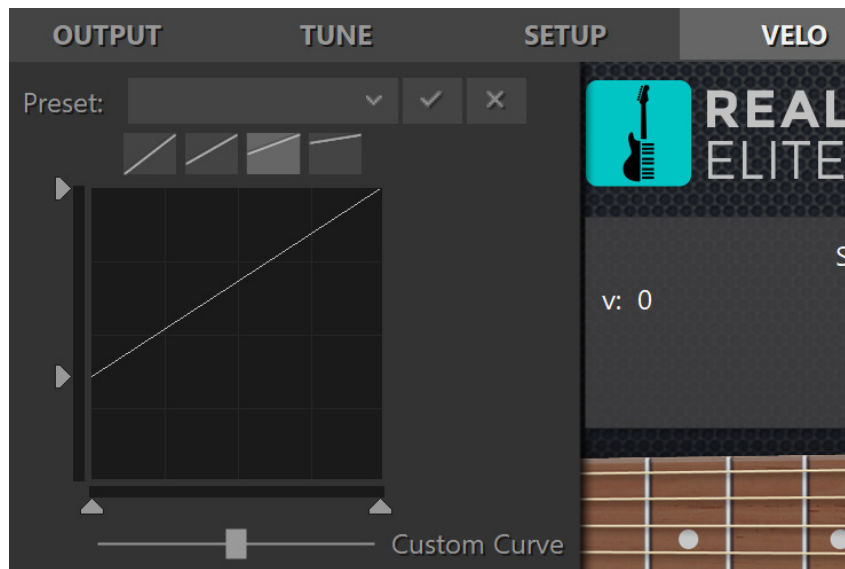 OUTPUT TUNE SETUP VELO
Preset:
REAL
ELITE
S
v: 0
Custom Curve